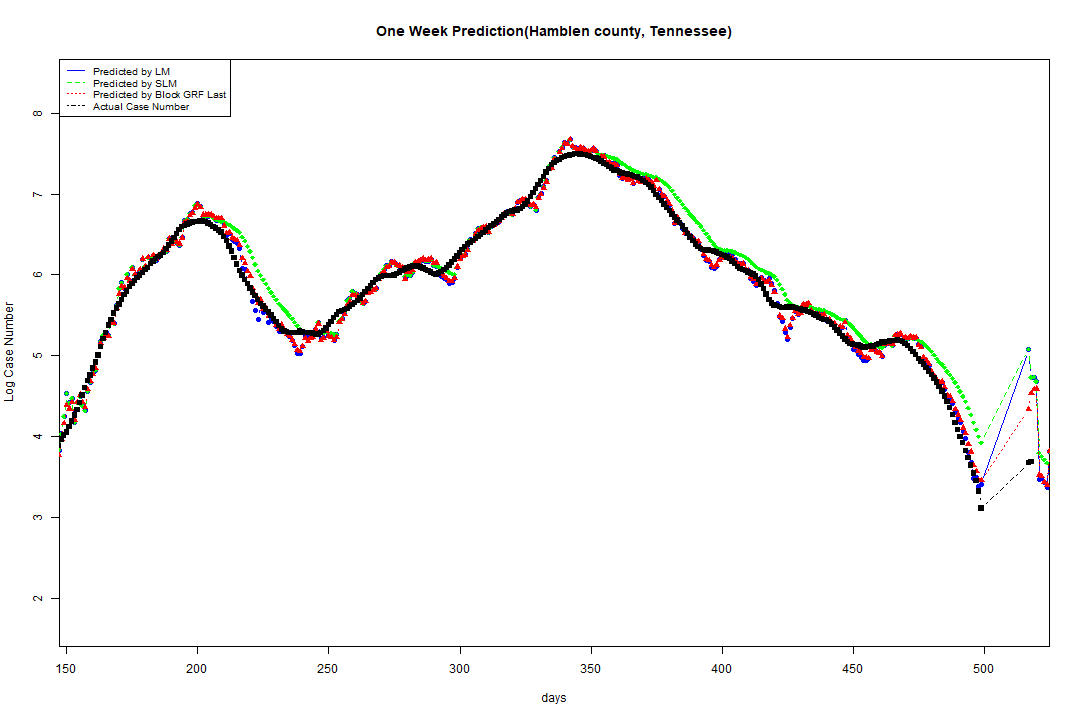 One Week Prediction(Hamblen county, Tennessee)
Predicted by LM
Predicted by SLM
Predicted by Block GRF Last
Actual Case Number
8
7
6
5
4
3
2
Log Case Number
150 200 250 300 350 400 450 500
days